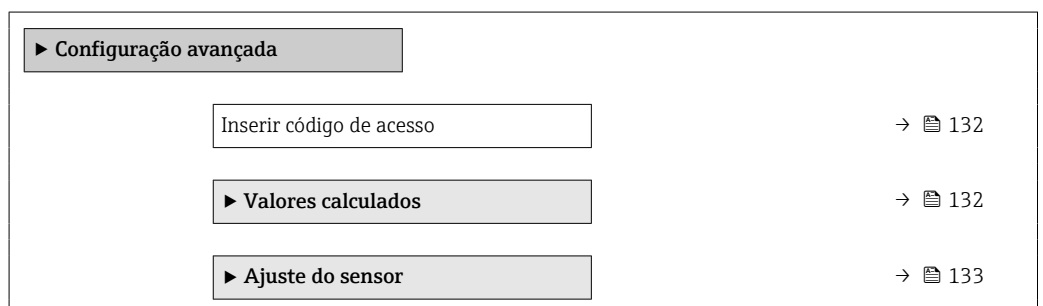 ▶ Configuração avançada
Inserir código de acesso → 132
▶ Valores calculados → 132
▶ Ajuste do sensor → 133